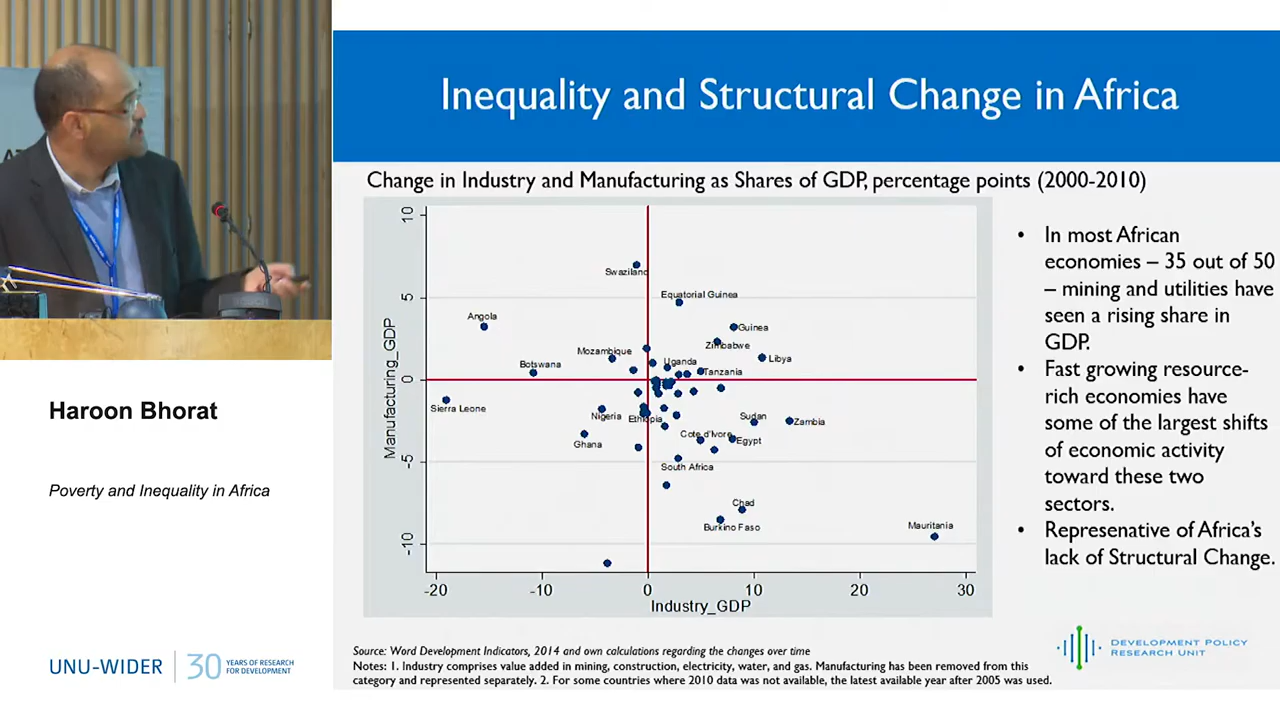 Inequality and Structural Change in Africa
Change in Industry and Manufacturing as Shares of GDP, percentage points (2000-2010)
Manufacturing_GDP
10
5
0
-5
-10
Swaziland
Equatorial Guinea
Angola
Guinea
Zimbabwe
Mozambique
Libya
Uganda
Botswana
Tanzania
Sierra Leone
Nigeria
Ethiopia
Sudan
Zambia
Ghana
Cote d'Ivore
Egypt
South Africa
Chad
Burkino Faso
Mauritania
-20
-10
0
10
20
30
Industry_GDP
• In most African
economies – 35 out of 50
– mining and utilities have
seen a rising share in
GDP.
• Fast growing resource-
rich economies have
some of the largest shifts
of economic activity
toward these two
sectors.
• Represenative of Africa's
lack of Structural Change.
Source: Word Development Indicators, 2014 and own calculations regarding the changes over time
Notes: 1. Industry comprises value added in mining, construction, electricity, water, and gas. Manufacturing has been removed from this
category and represented separately. 2. For some countries where 2010 data was not available, the latest available year after 2005 was used.
DEVELOPMENT POLICY
RESEARCH UNIT
Haroon Bhorat
Poverty and Inequality in Africa
UNU-WIDER
30
YEARS OF RESEARCH
FOR DEVELOPMENT